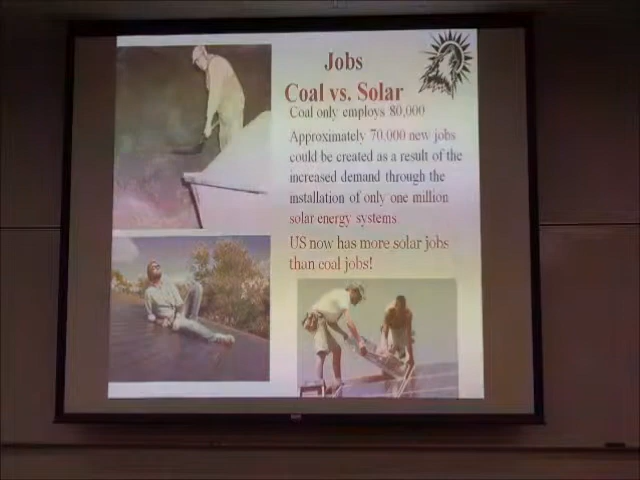 Jobs
Coal vs. Solar
Coal only employs 80,000
Approximately 70,000 new jobs
could be created as a result of the
increased demand through the
installation of only one million
solar energy systems
US now has more solar jobs
than coal jobs!